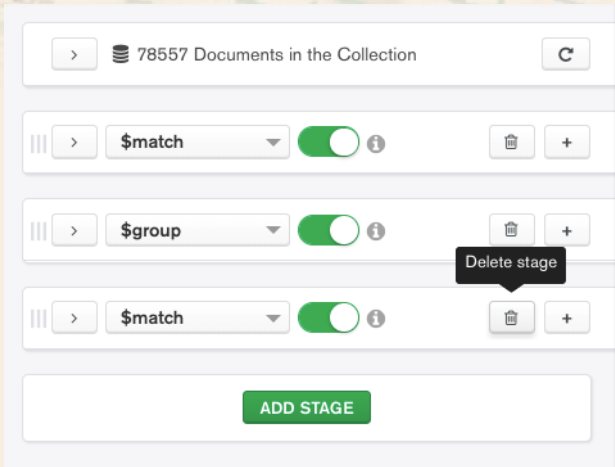 78557 Documents in the Collection
$match
$group
Delete stage
$match
ADD STAGE